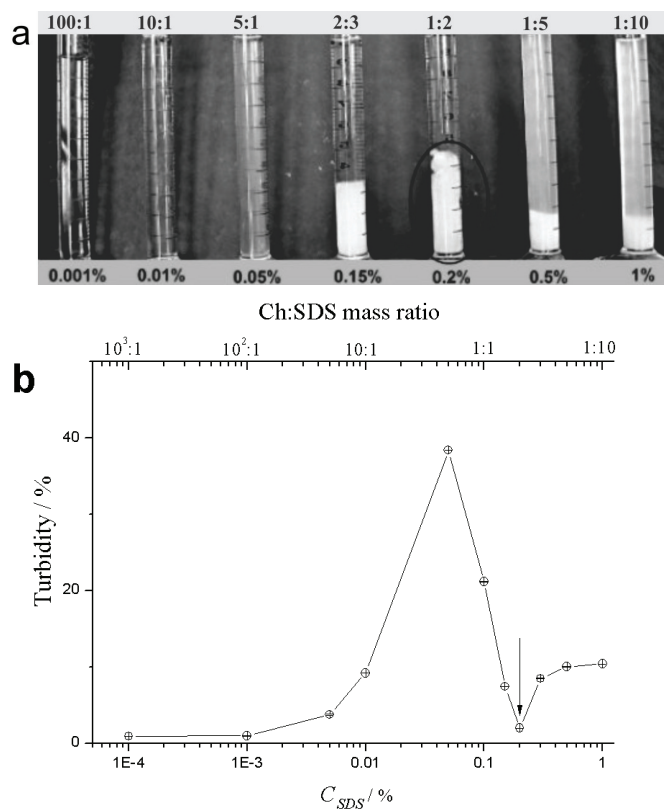 a
100:1 10:1 5:1 2:3 1:2 1:5 1:10
0.001% 0.01% 0.05% 0.15% 0.2% 0.5% 1%
Ch:SDS mass ratio
b
10³:1 10²:1 10:1 1:1 1:10
40
20
0
Turbidity / %
1E-4 1E-3 0.01 0.1 1
C_SDS / %